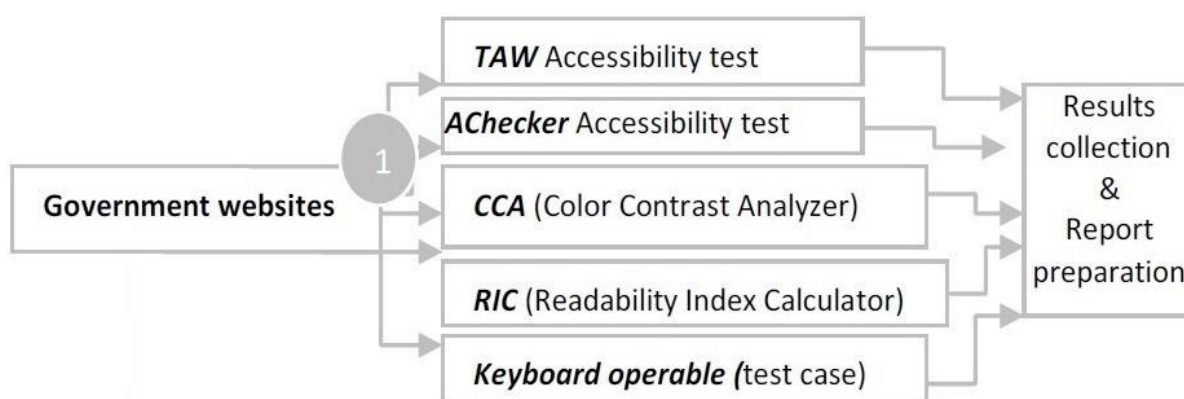 TAW Accessibility test
AChecker Accessibility test
1
Government websites
CCA (Color Contrast Analyzer)
RIC (Readability Index Calculator)
Keyboard operable (test case)
Results
collection
&
Report
preparation